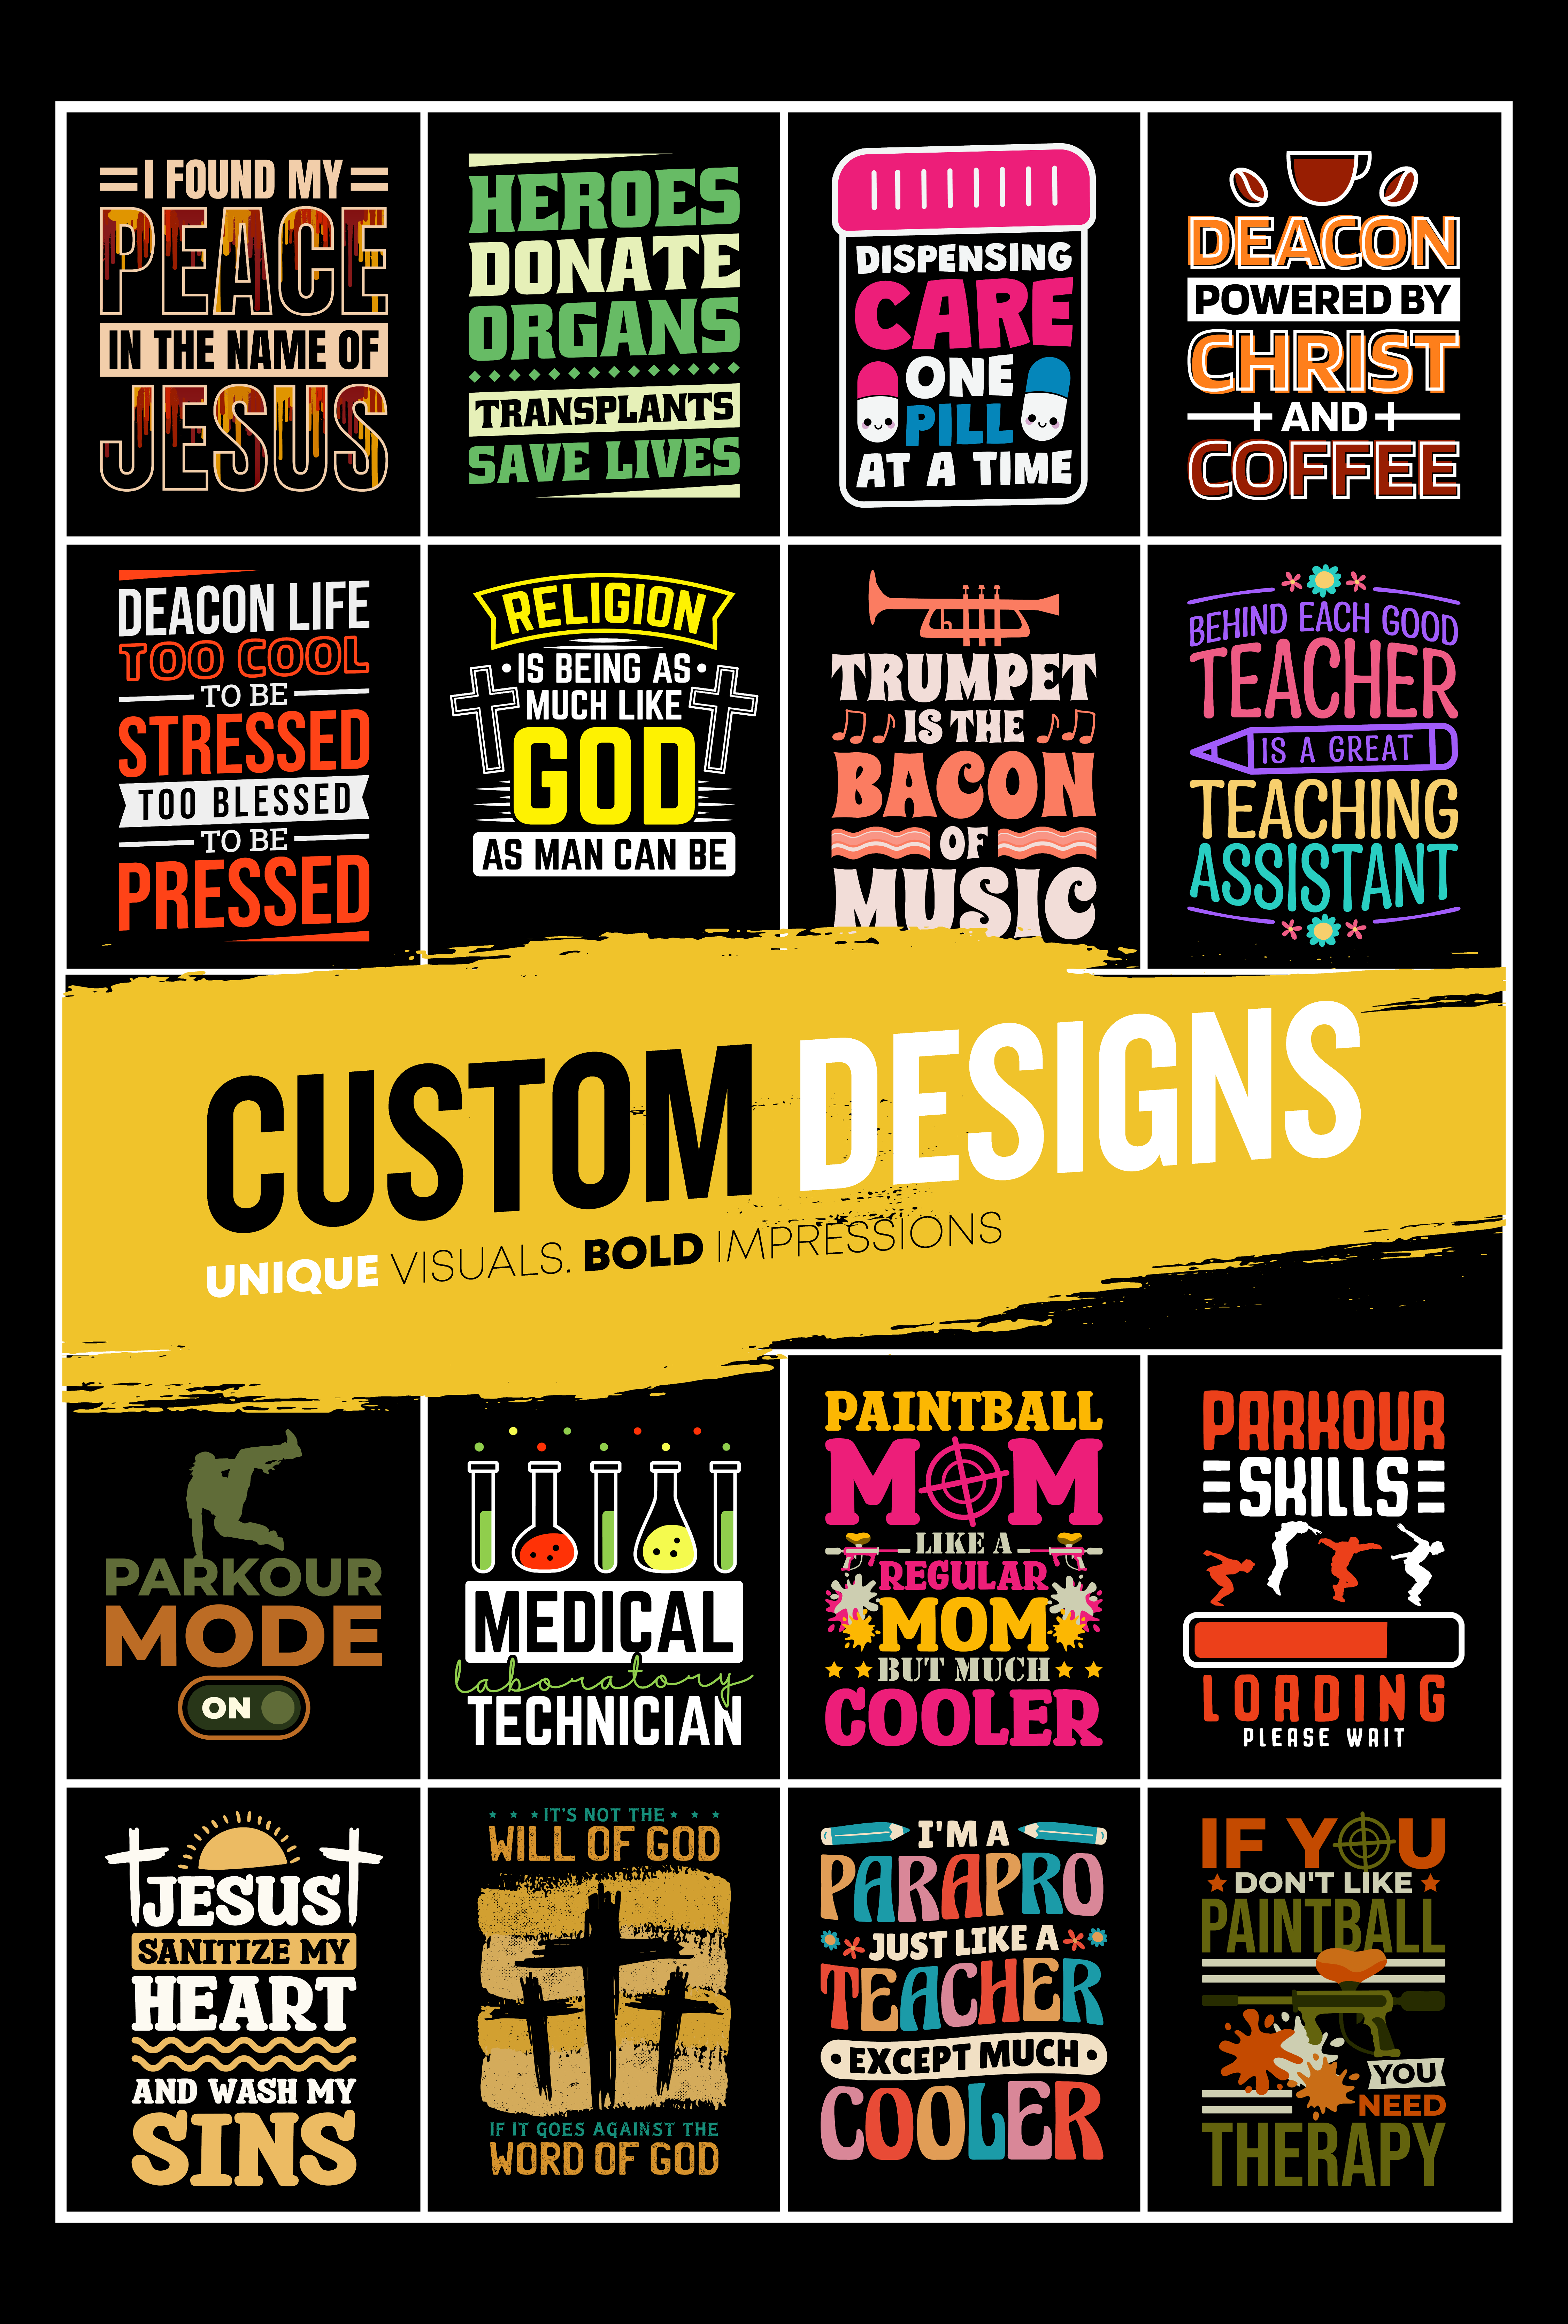 I FOUND MY
PEACE
IN THE NAME OF
JESUS
HEROES
DONATE
ORGANS
TRANSPLANTS
SAVE LIVES
DISPENSING
CARE
ONE
PILL
AT A TIME
DEACON
POWERED BY
CHRIST
AND
COFFEE
DEACON LIFE
TOO COOL
TO BE
STRESSED
TOO BLESSED
TO BE
PRESSED
RELIGION
IS BEING AS
MUCH LIKE
GOD
AS MAN CAN BE
TRUMPET
IS THE
BACON
OF
MUSIC
BEHIND EACH GOOD
TEACHER
IS A GREAT
TEACHING
ASSISTANT
CUSTOM DESIGNS
UNIQUE VISUALS. BOLD IMPRESSIONS
PARKOUR
MODE
ON
MEDICAL
laboratory
TECHNICIAN
PAINTBALL
MOM
LIKE A
REGULAR
MOM
BUT MUCH
COOLER
PARKOUR
SKILLS
LOADING
PLEASE WAIT
JESUS
SANITIZE MY
HEART
AND WASH MY
SINS
IT'S NOT THE
WILL OF GOD
IF IT GOES AGAINST THE
WORD OF GOD
I'M A
PARAPRO
JUST LIKE A
TEACHER
EXCEPT MUCH
COOLER
IF YOU
DON'T LIKE
PAINTBALL
YOU
NEED
THERAPY